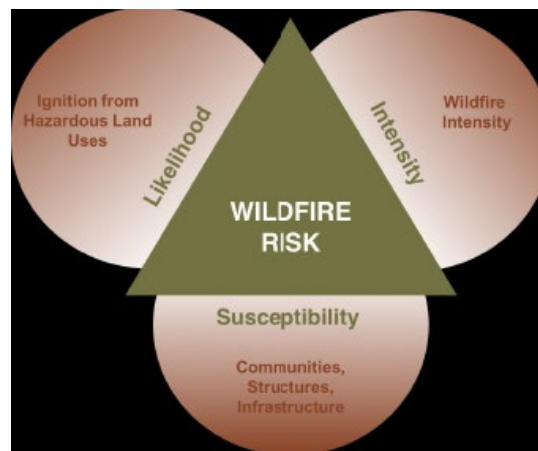 Ignition from
Hazardous Land
Uses
Likelihood
Intensity
Wildfire
Intensity
WILDFIRE
RISK
Susceptibility
Communities,
Structures,
Infrastructure